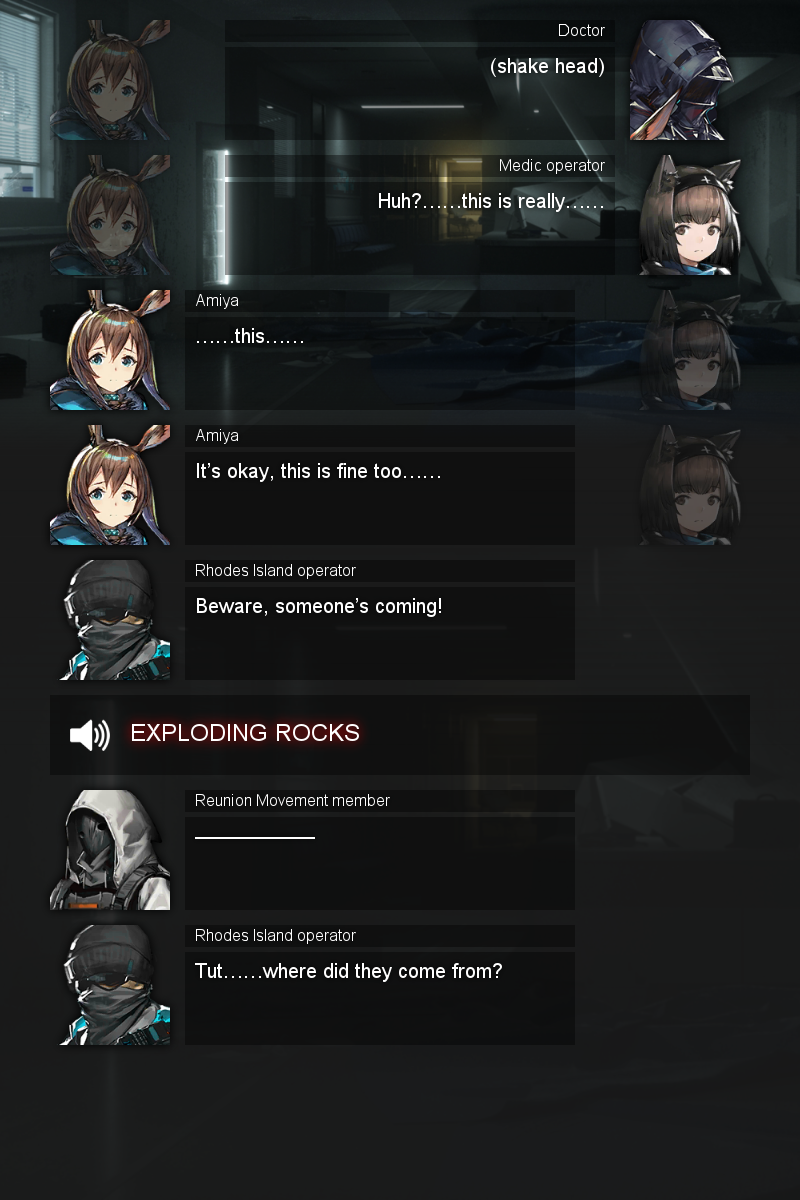 Doctor
(shake head)
Medic operator
Huh?……this is really……
Amiya
……this……
Amiya
It’s okay, this is fine too……
Rhodes Island operator
Beware, someone’s coming!
EXPLODING ROCKS
Reunion Movement member
——————
Rhodes Island operator
Tut……where did they come from?